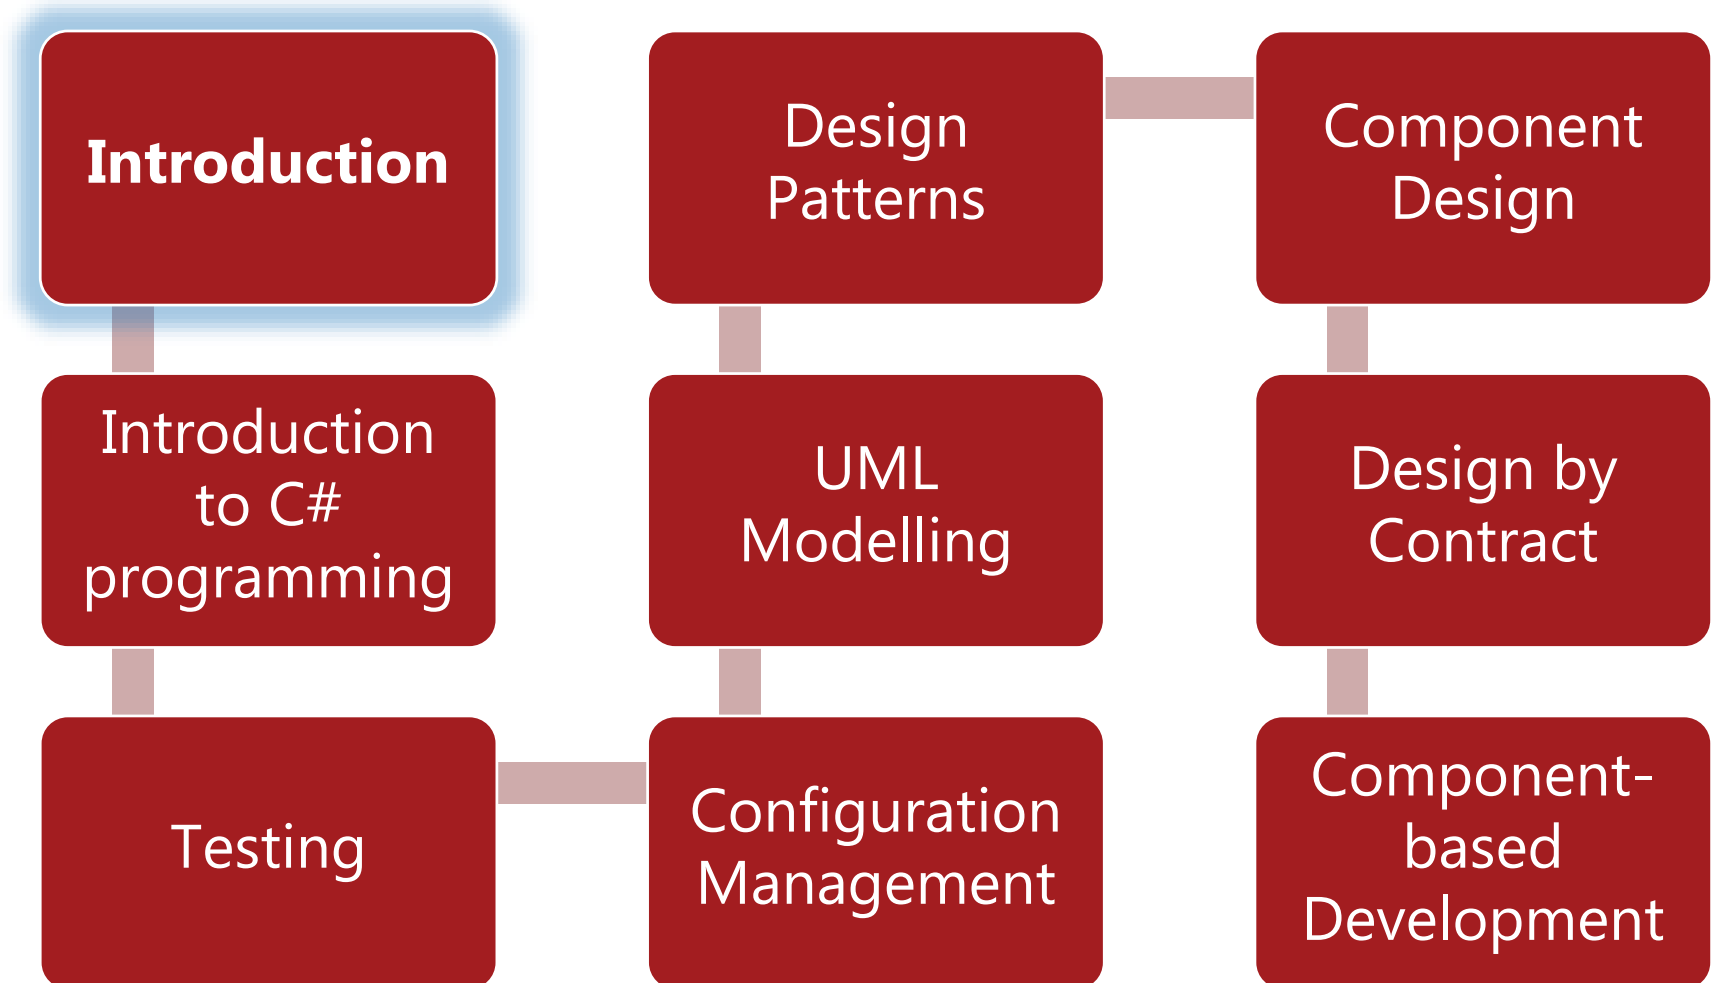 Introduction
Introduction
to C#
programming
Testing
Configuration
Management
UML
Modelling
Design
Patterns
Component
Design
Design by
Contract
Component-
based
Development